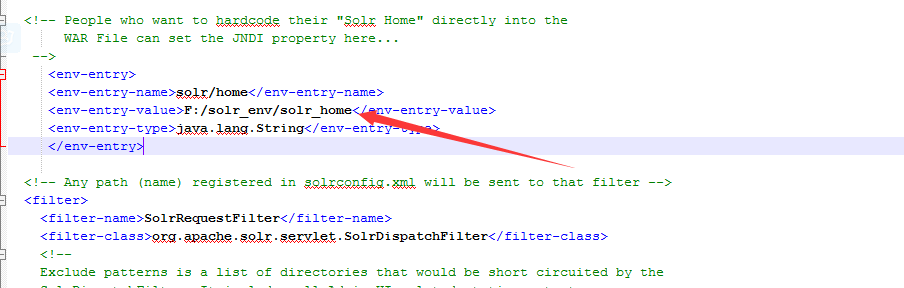 <!-- People who want to hardcode their "Solr Home" directly into the
WAR File can set the JNDI property here...
-->
<env-entry>
<env-entry-name>solr/home</env-entry-name>
<env-entry-value>F:/solr_env/solr_home</env-entry-value>
<env-entry-type>java.lang.String</env-entry-type>
</env-entry>
<!-- Any path (name) registered in solrconfig.xml will be sent to that filter -->
<filter>
<filter-name>SolrRequestFilter</filter-name>
<filter-class>org.apache.solr.servlet.SolrDispatchFilter</filter-class>
<!--
Exclude patterns is a list of directories that would be short circuited by the